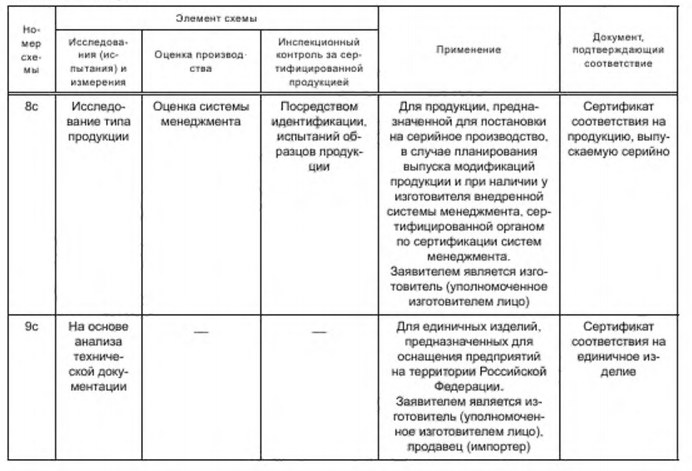 Но-
мер
схе-
мы
Элемент схемы
Исследова-
ния (ис-
пытания) и
измерения
Оценка производ-
ства
Инспекционный
контроль за сер-
тифицированной
продукцией
Применение
Документ,
подтверждающий
соответствие
8с
Исследо-
вание типа
продукции
Оценка системы
менеджмента
Посредством
идентификации,
испытаний об-
разцов продук-
ции
Для продукции, предна-
значенной для постановки
на серийное производство,
в случае планирования
выпуска модификаций
продукции и при наличии у
изготовителя внедренной
системы менеджмента, сер-
тифицированной органом
по сертификации систем
менеджмента.
Заявителем является изго-
товитель (уполномоченное
изготовителем лицо)
Сертификат
соответствия на
продукцию, выпу-
скаемую серийно
9с
На основе
анализа
техниче-
ской доку-
ментации
—
—
Для единичных изделий,
предназначенных для
оснащения предприятий
на территории Российской
Федерации.
Заявителем является из-
готовитель (уполномочен-
ное изготовителем лицо),
продавец (импортер)
Сертификат
соответствия на
единичное из-
делие